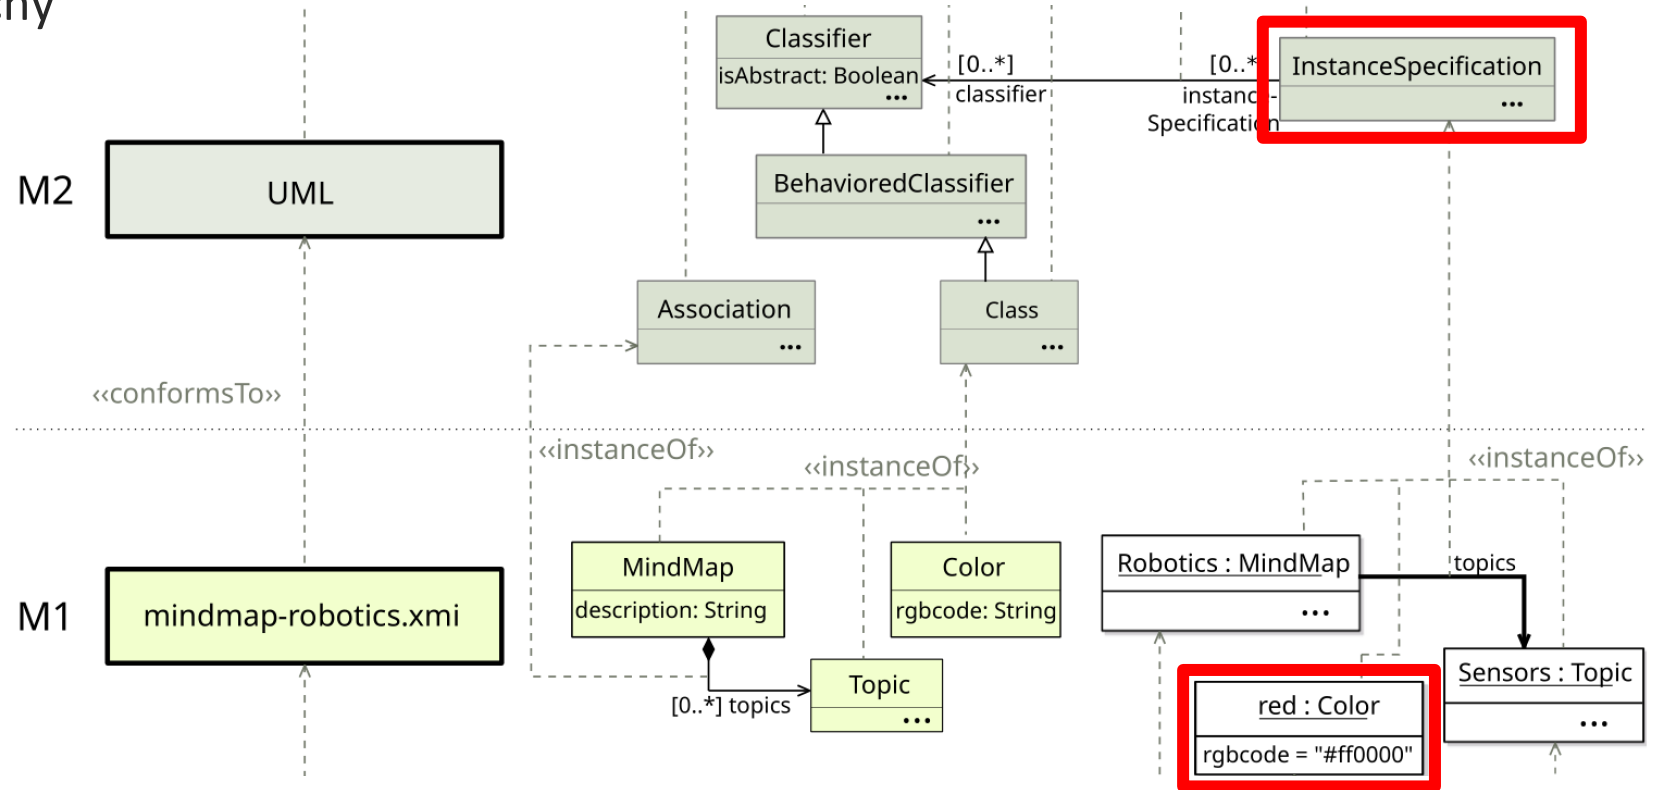 Classifier
isAbstract: Boolean
...
[0..*]
classifier
[0..*
instance-
Specification
InstanceSpecification
...
M2
UML
BehavioredClassifier
...
Association
...
Class
...
‹‹conformsTo››
‹‹instanceOf››
‹‹instanceOf››
‹‹instanceOf››
M1
mindmap-robotics.xmi
MindMap
description: String
Color
rgbcode: String
[0..*] topics
Topic
...
Robotics : MindMap
...
topics
Sensors : Topic
...
red : Color
rgbcode = "#ff0000"